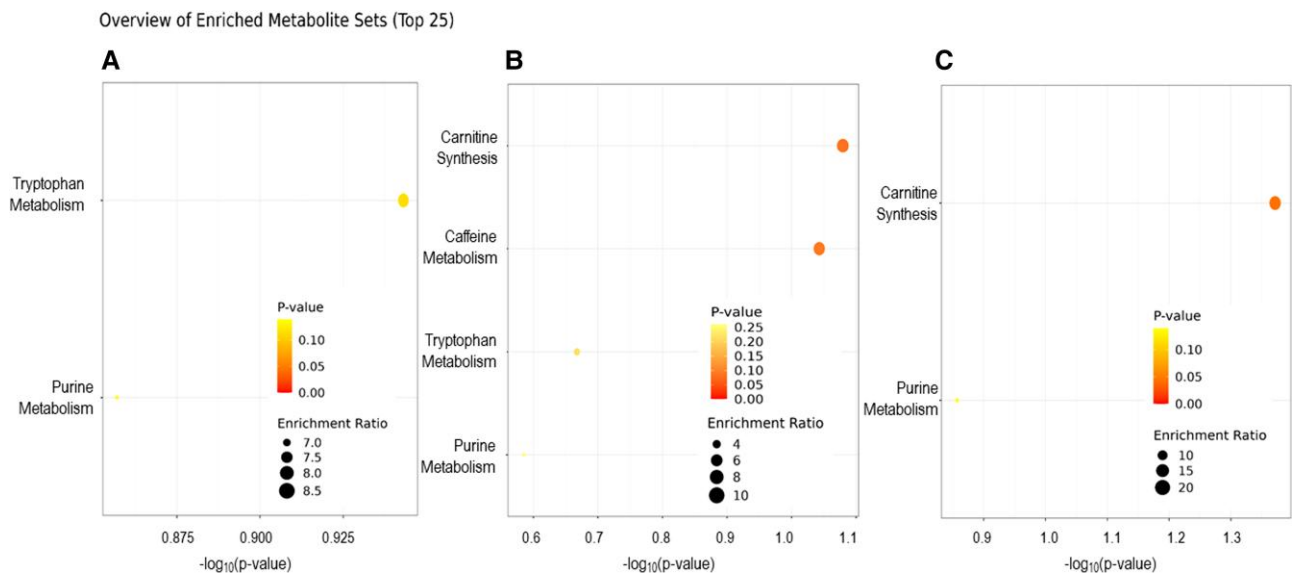 Overview of Enriched Metabolite Sets (Top 25)
A
Tryptophan
Metabolism
Purine
Metabolism
P-value
0.10
0.05
0.00
Enrichment Ratio
7.0
7.5
8.0
8.5
0.875 0.900 0.925
-log10(p-value)
B
Carnitine
Synthesis
Caffeine
Metabolism
Tryptophan
Metabolism
Purine
Metabolism
P-value
0.25
0.20
0.15
0.10
0.05
0.00
Enrichment Ratio
4
6
8
10
0.6 0.7 0.8 0.9 1.0 1.1
-log10(p-value)
C
Carnitine
Synthesis
Purine
Metabolism
P-value
0.10
0.05
0.00
Enrichment Ratio
10
15
20
0.9 1.0 1.1 1.2 1.3
-log10(p-value)